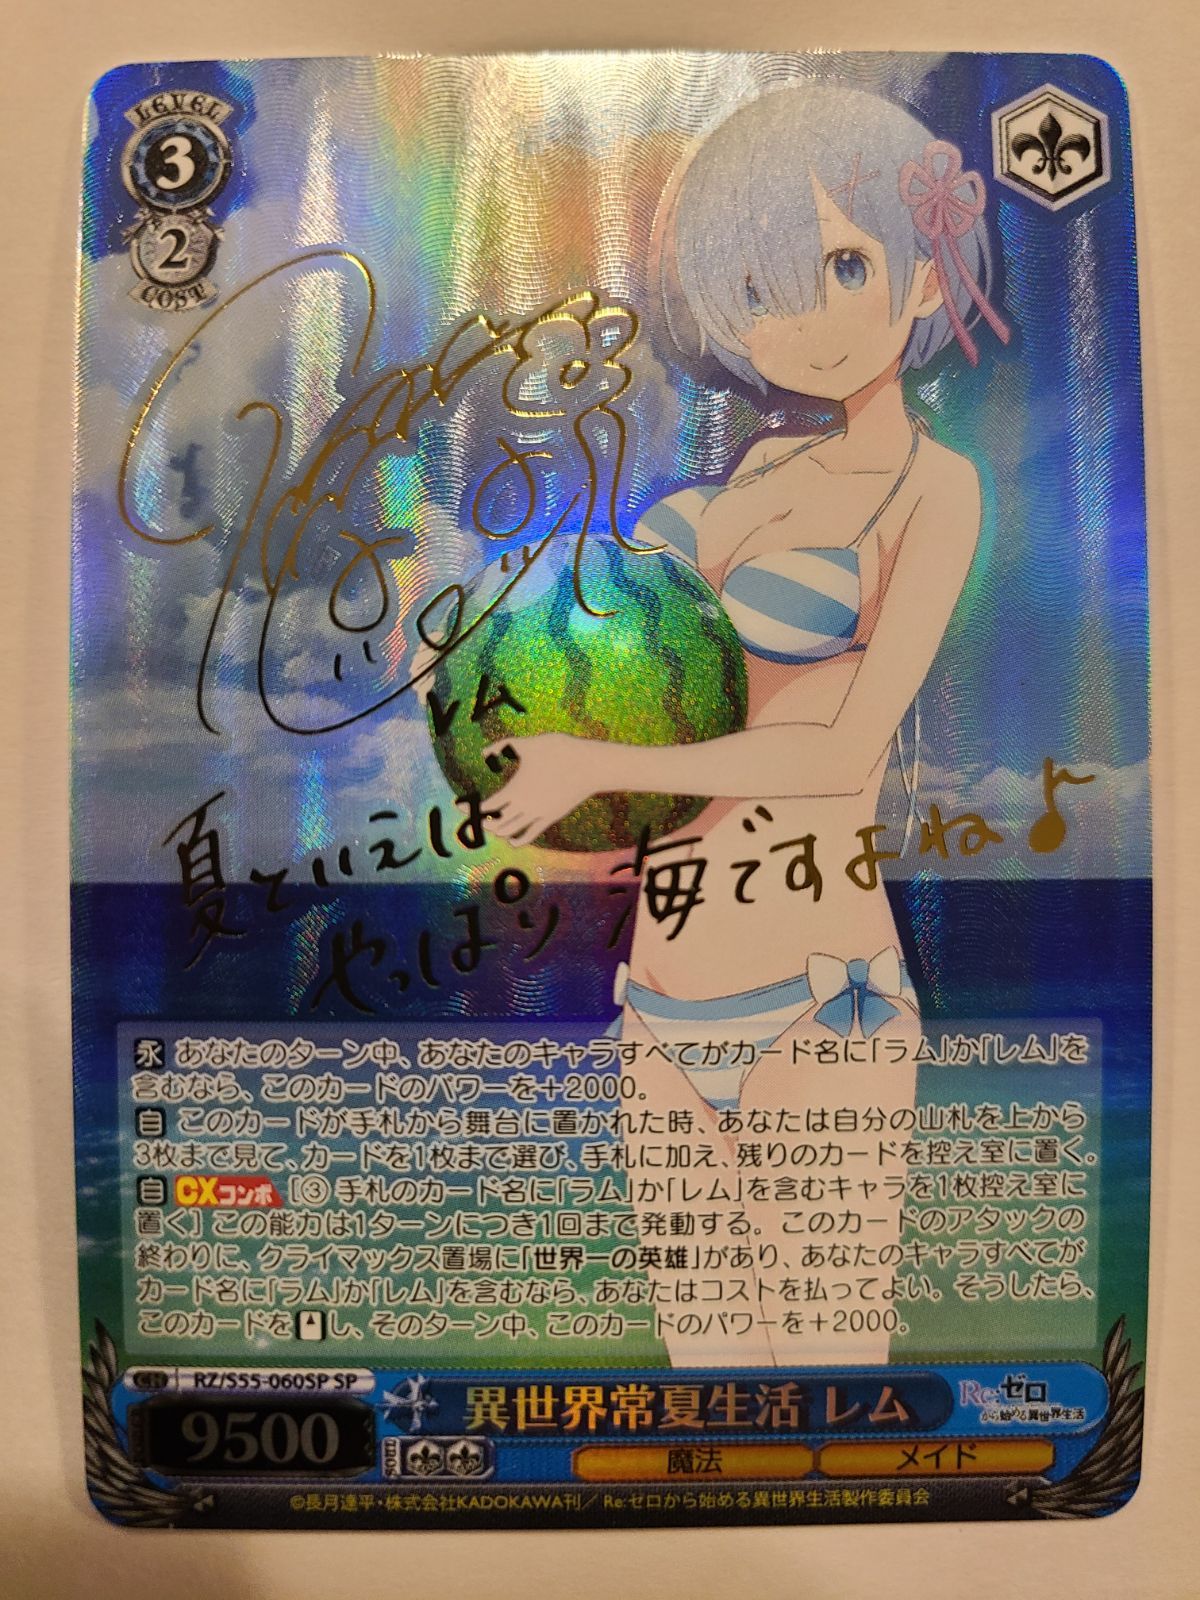 LEVEL
3
2
COST
レム
夏といえば
やっぱり海ですよね♪
永 あなたのターン中、あなたのキャラすべてがカード名に「ラム」か「レム」を
含むなら、このカードのパワーを＋2000。
自 このカードが手札から舞台に置かれた時、あなたは自分の山札を上から
3枚まで見て、カードを1枚まで選び、手札に加え、残りのカードを控え室に置く。
自 CXコンボ ［③ 手札のカード名に「ラム」か「レム」を含むキャラを1枚控え室に
置く］ この能力は1ターンにつき1回まで発動する。 このカードのアタックの
終わりに、クライマックス置場に「世界一の英雄」があり、あなたのキャラすべてが
カード名に「ラム」か「レム」を含むなら、あなたはコストを払ってよい。そうしたら、
このカードを し、そのターン中、このカードのパワーを＋2000。
CH RZ/S55-060SP SP
異世界常夏生活 レム
Re:ゼロ
から始める異世界生活
9500
SOUL
魔法 メイド
©長月達平・株式会社KADOKAWA刊／Re:ゼロから始める異世界生活製作委員会